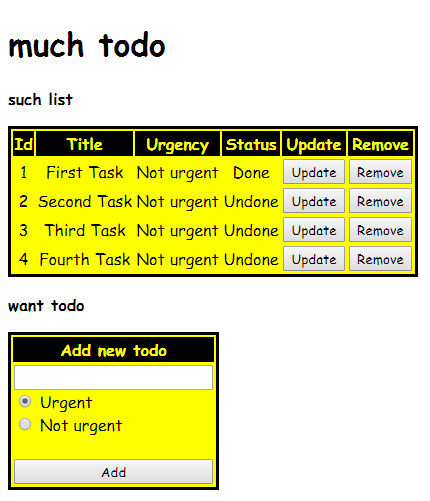 much todo
such list
Id Title Urgency Status Update Remove
1 First Task Not urgent Done Update Remove
2 Second Task Not urgent Undone Update Remove
3 Third Task Not urgent Undone Update Remove
4 Fourth Task Not urgent Undone Update Remove
want todo
Add new todo
Urgent
Not urgent
Add